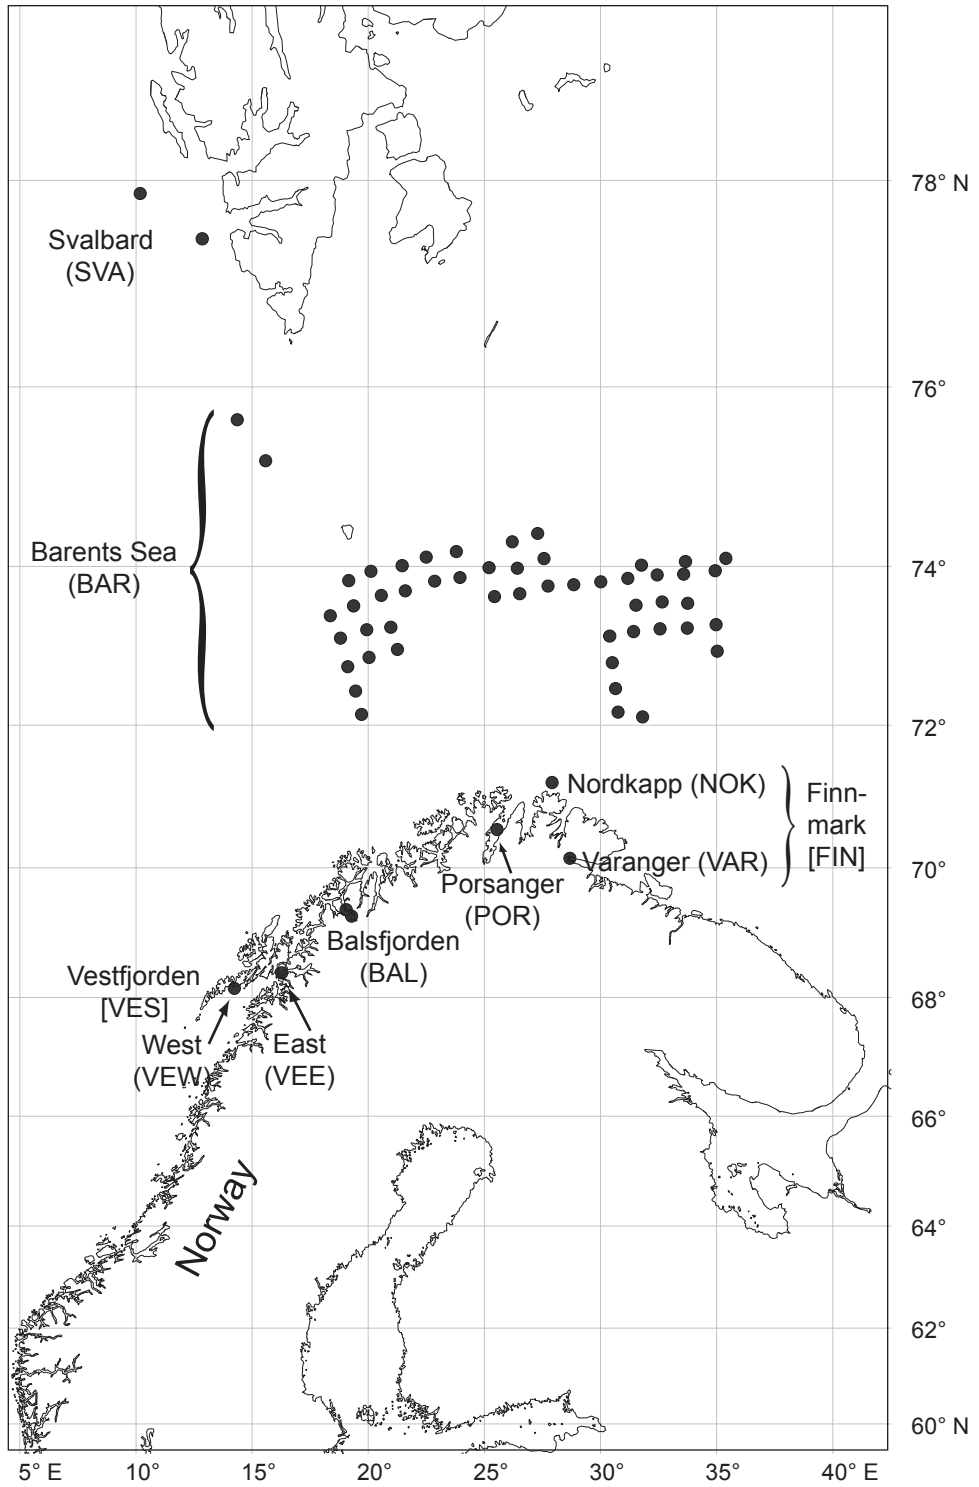 78° N
Svalbard
(SVA)
76°
Barents Sea
(BAR)
74°
72°
Nordkapp (NOK)
Finn-
mark
[FIN]
Varanger (VAR)
70°
Porsanger
(POR)
Balsfjorden
(BAL)
Vestfjorden
[VES]
68°
West
(VEW)
East
(VEE)
66°
Norway
64°
62°
60° N
5° E 10° 15° 20° 25° 30° 35° 40° E